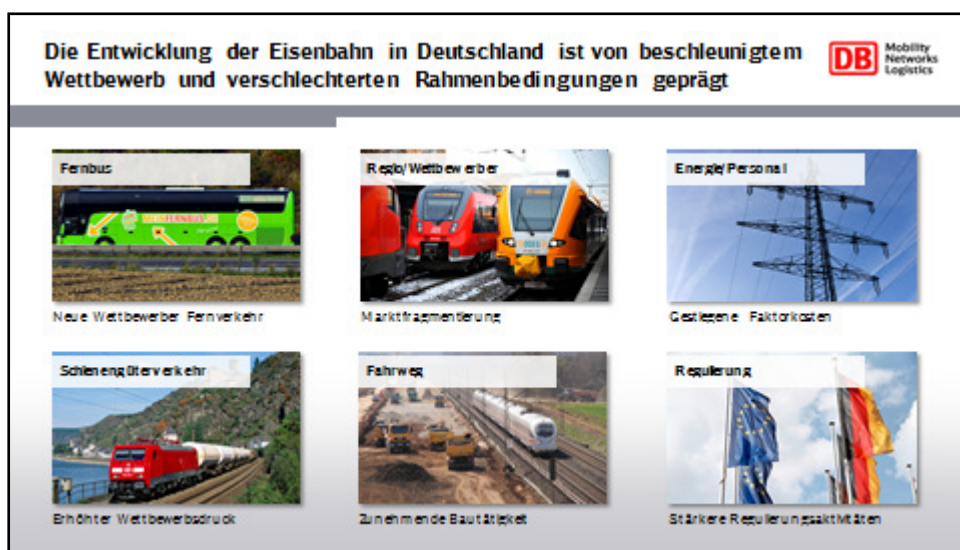 Die Entwicklung der Eisenbahn in Deutschland ist von beschleunigtem
Wettbewerb und verschlechterten Rahmenbedingungen geprägt
DB
Mobility
Networks
Logistics
Fernbus
Regio/Wettbewerber
Energie/Personal
MEINFERNBUS.DE
Neue Wettbewerber Fernverkehr
Marktfragmentierung
Gestiegene Faktorkosten
Schienengüterverkehr
Fahrweg
Regulierung
Erhöhter Wettbewerbsdruck
Zunehmende Bautätigkeit
Stärkere Regulierungsaktivitäten